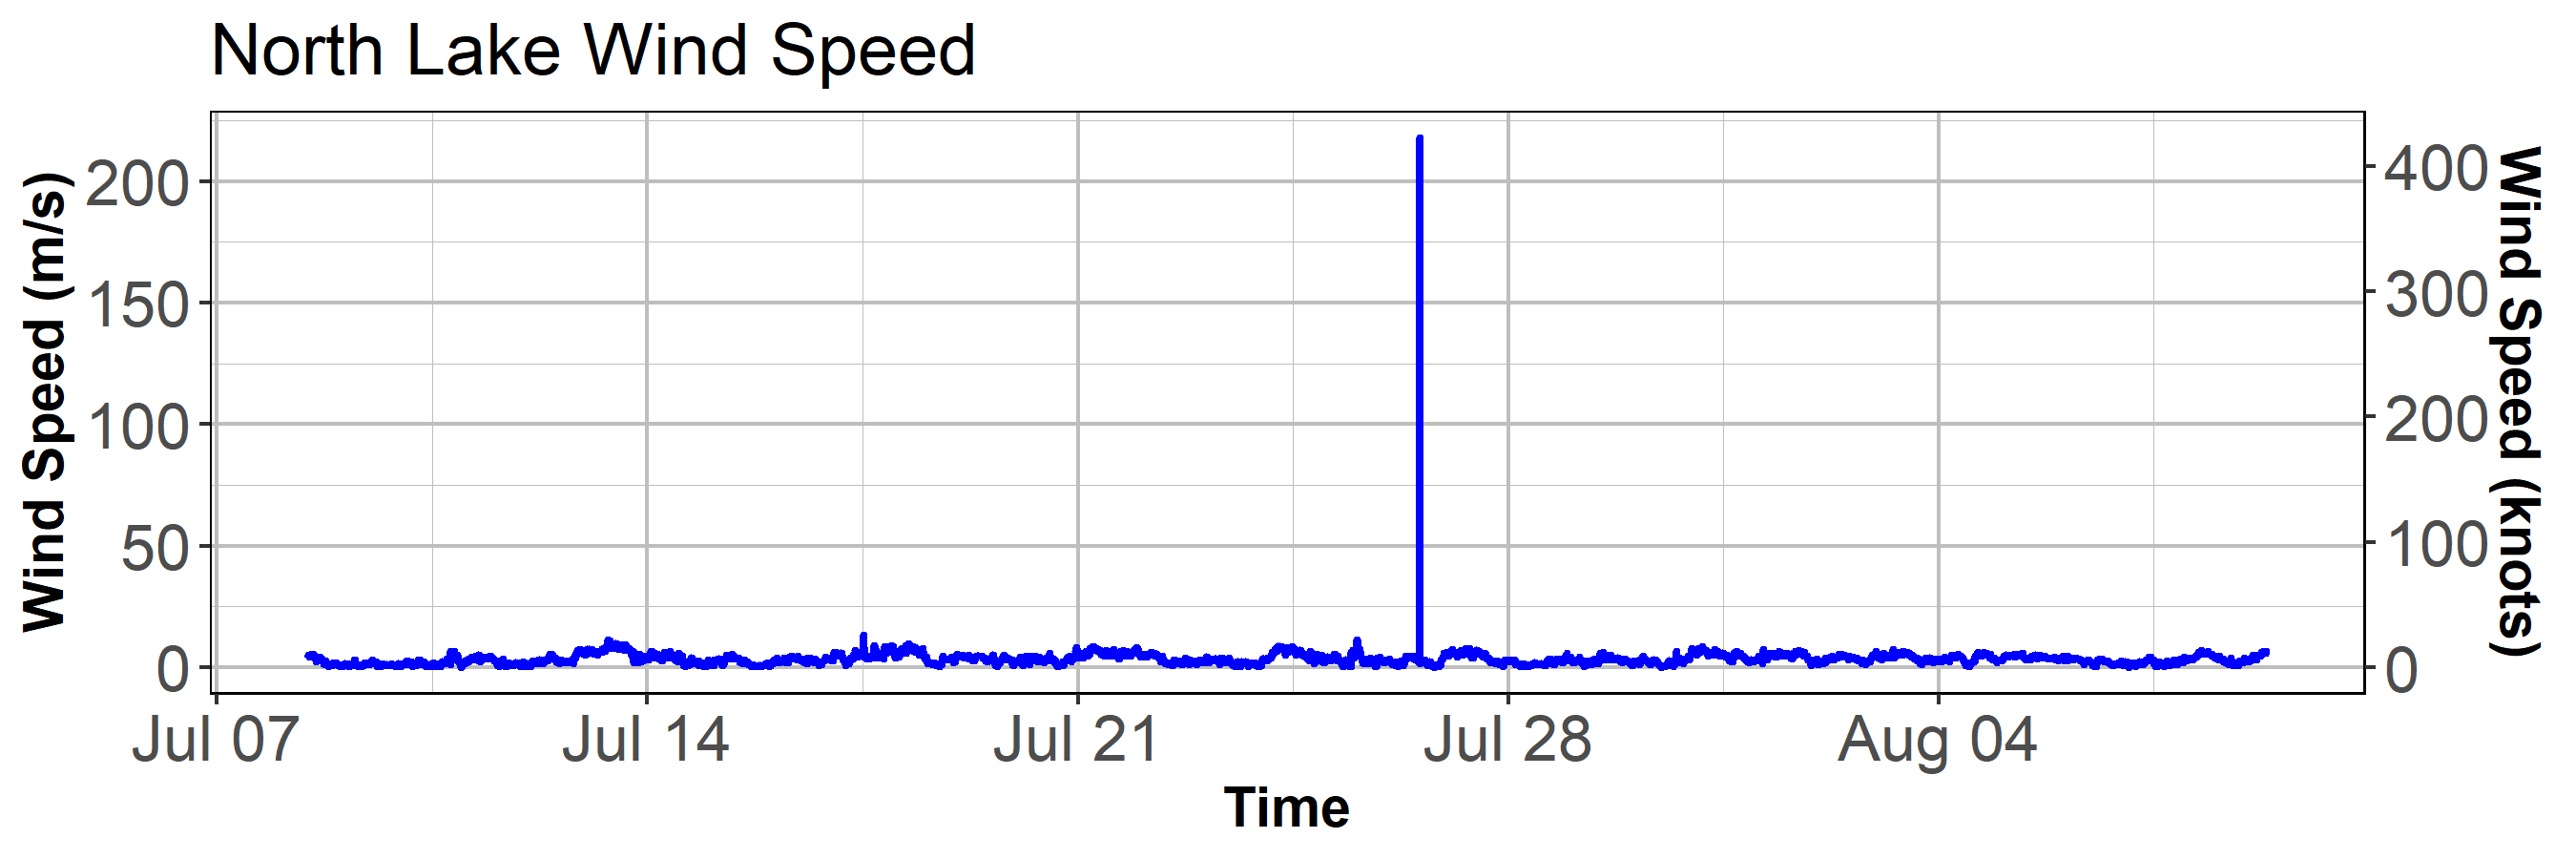 North Lake Wind Speed
Wind Speed (m/s)
200
150
100
50
0
400
300
200
100
0
Wind Speed (knots)
Jul 07
Jul 14
Jul 21
Jul 28
Aug 04
Time